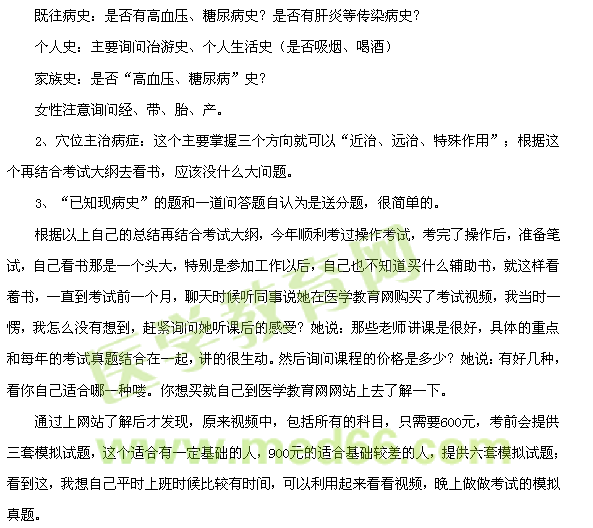 既往病史：是否有高血压、糖尿病史？是否有肝炎等传染病史？
个人史：主要询问冶游史、个人生活史（是否吸烟、喝酒）
家族史：是否“高血压、糖尿病”史？
女性注意询问经、带、胎、产。
2、穴位主治病症：这个主要掌握三个方向就可以“近治、远治、特殊作用”；根据这
个再结合考试大纲去看书，应该没什么大问题。
3、“已知现病史”的题和一道问答题自认为是送分题，很简单的。
根据以上自己的总结再结合考试大纲，今年顺利考过操作考试，考完了操作后，准备笔
试，自己看书那是一个头大，特别是参加工作以后，自己也不知道买什么辅助书，就这样看
着书，一直到考试前一个月，聊天时候听同事说她在医学教育网购买了考试视频，我当时一
愣，我怎么没有想到，赶紧询问她听课后的感受？她说：那些老师讲课是很好，具体的重点
和每年的考试真题结合在一起，讲的很生动。然后询问课程的价格是多少？她说：有好几种，
看你自己适合哪一种喽。你想买就自己到医学教育网网站上去了解一下。
通过上网站了解后才发现，原来视频中，包括所有的科目，只需要600元，考前会提供
三套模拟试题，这个适合有一定基础的人，900元的适合基础较差的人，提供六套模拟试题；
看到这，我想自己平时上班时候比较有时间，可以利用起来看看视频，晚上做做考试的模拟
真题。
医学教育网
www.med66.com